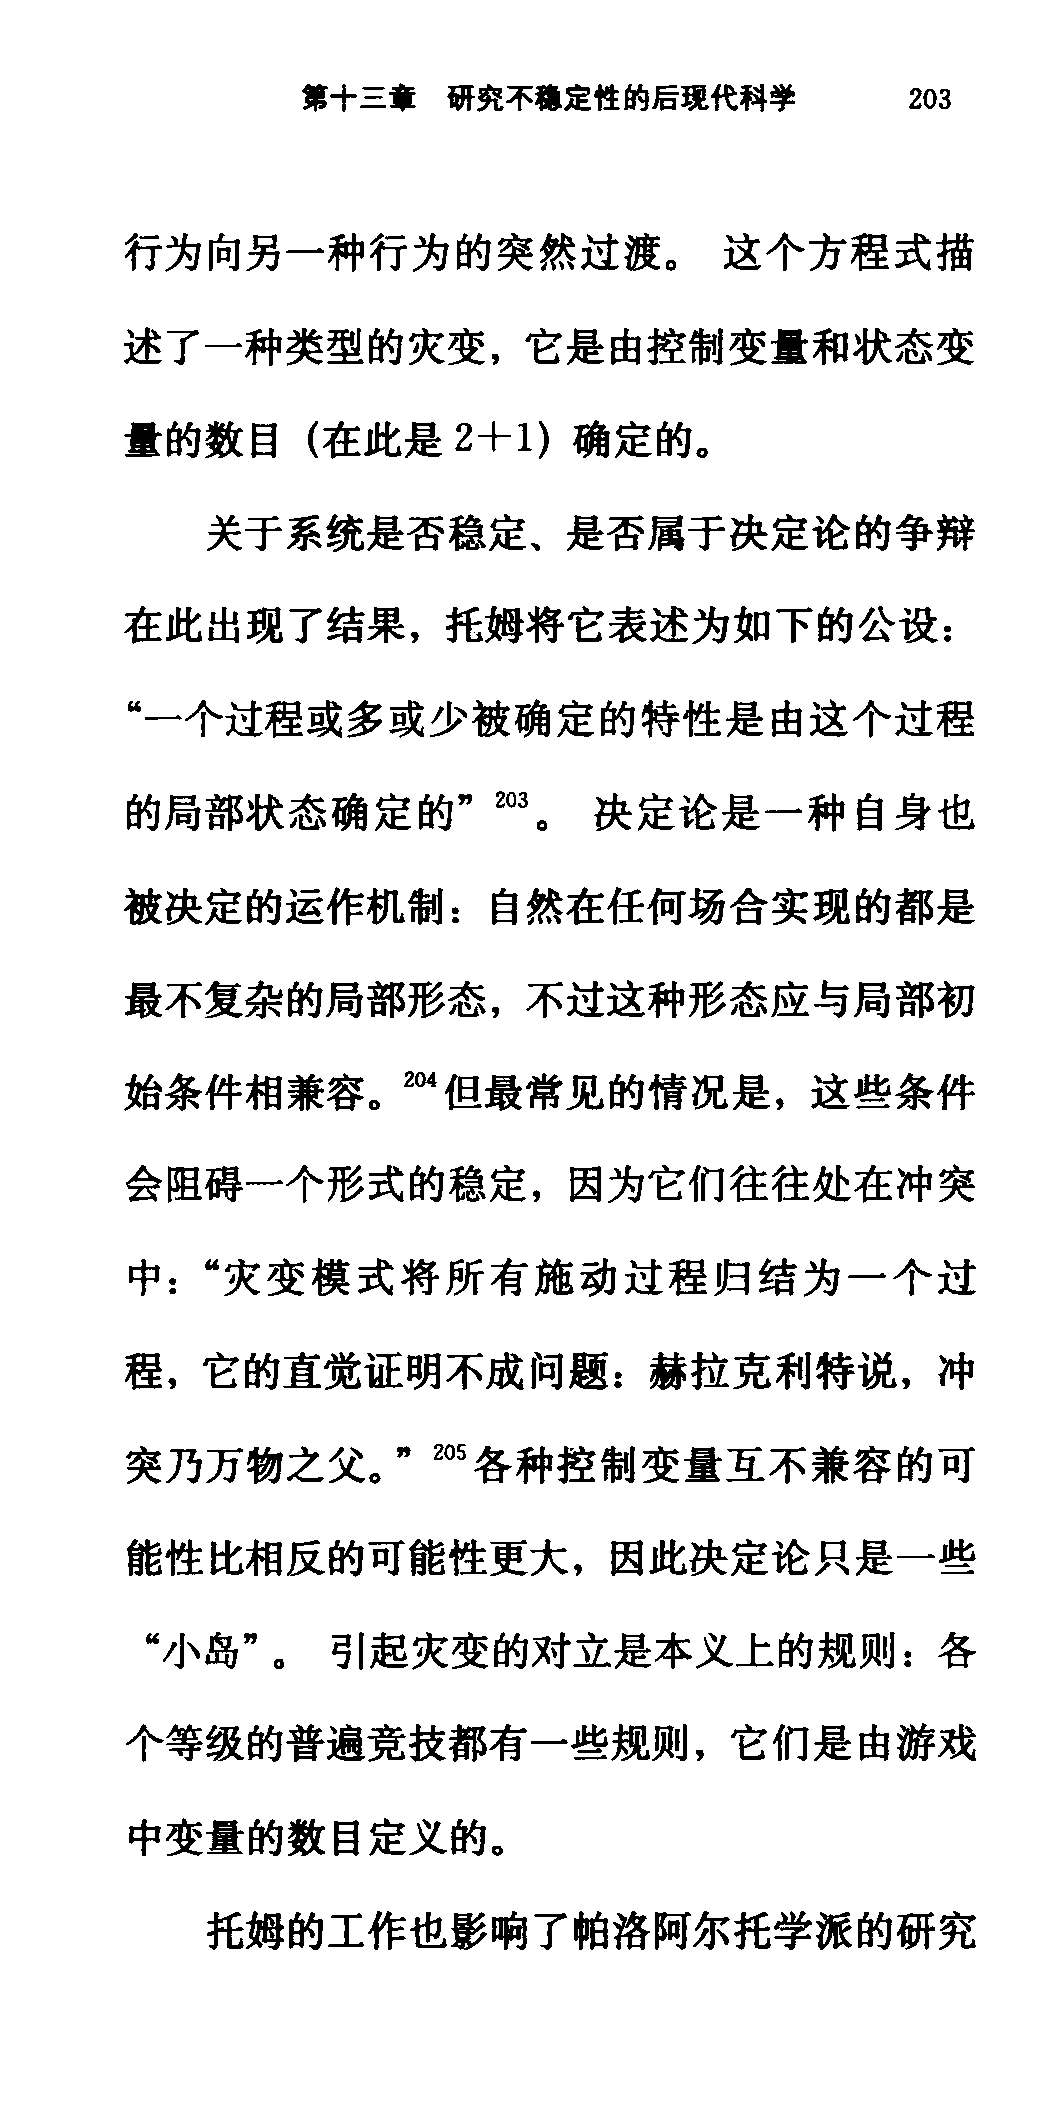 第十三章 研究不稳定性的后现代科学 203
行为向另一种行为的突然过渡。 这个方程式描
述了一种类型的灾变，它是由控制变量和状态变
量的数目（在此是 2＋1）确定的。
关于系统是否稳定、是否属于决定论的争辩
在此出现了结果，托姆将它表述为如下的公设：
“一个过程或多或少被确定的特性是由这个过程
的局部状态确定的”203。 决定论是一种自身也
被决定的运作机制：自然在任何场合实现的都是
最不复杂的局部形态，不过这种形态应与局部初
始条件相兼容。204但最常见的情况是，这些条件
会阻碍一个形式的稳定，因为它们往往处在冲突
中：“灾变模式将所有施动过程归结为一个过
程，它的直觉证明不成问题：赫拉克利特说，冲
突乃万物之父。”205各种控制变量互不兼容的可
能性比相反的可能性更大，因此决定论只是一些
“小岛”。 引起灾变的对立是本义上的规则：各
个等级的普遍竞技都有一些规则，它们是由游戏
中变量的数目定义的。
托姆的工作也影响了帕洛阿尔托学派的研究